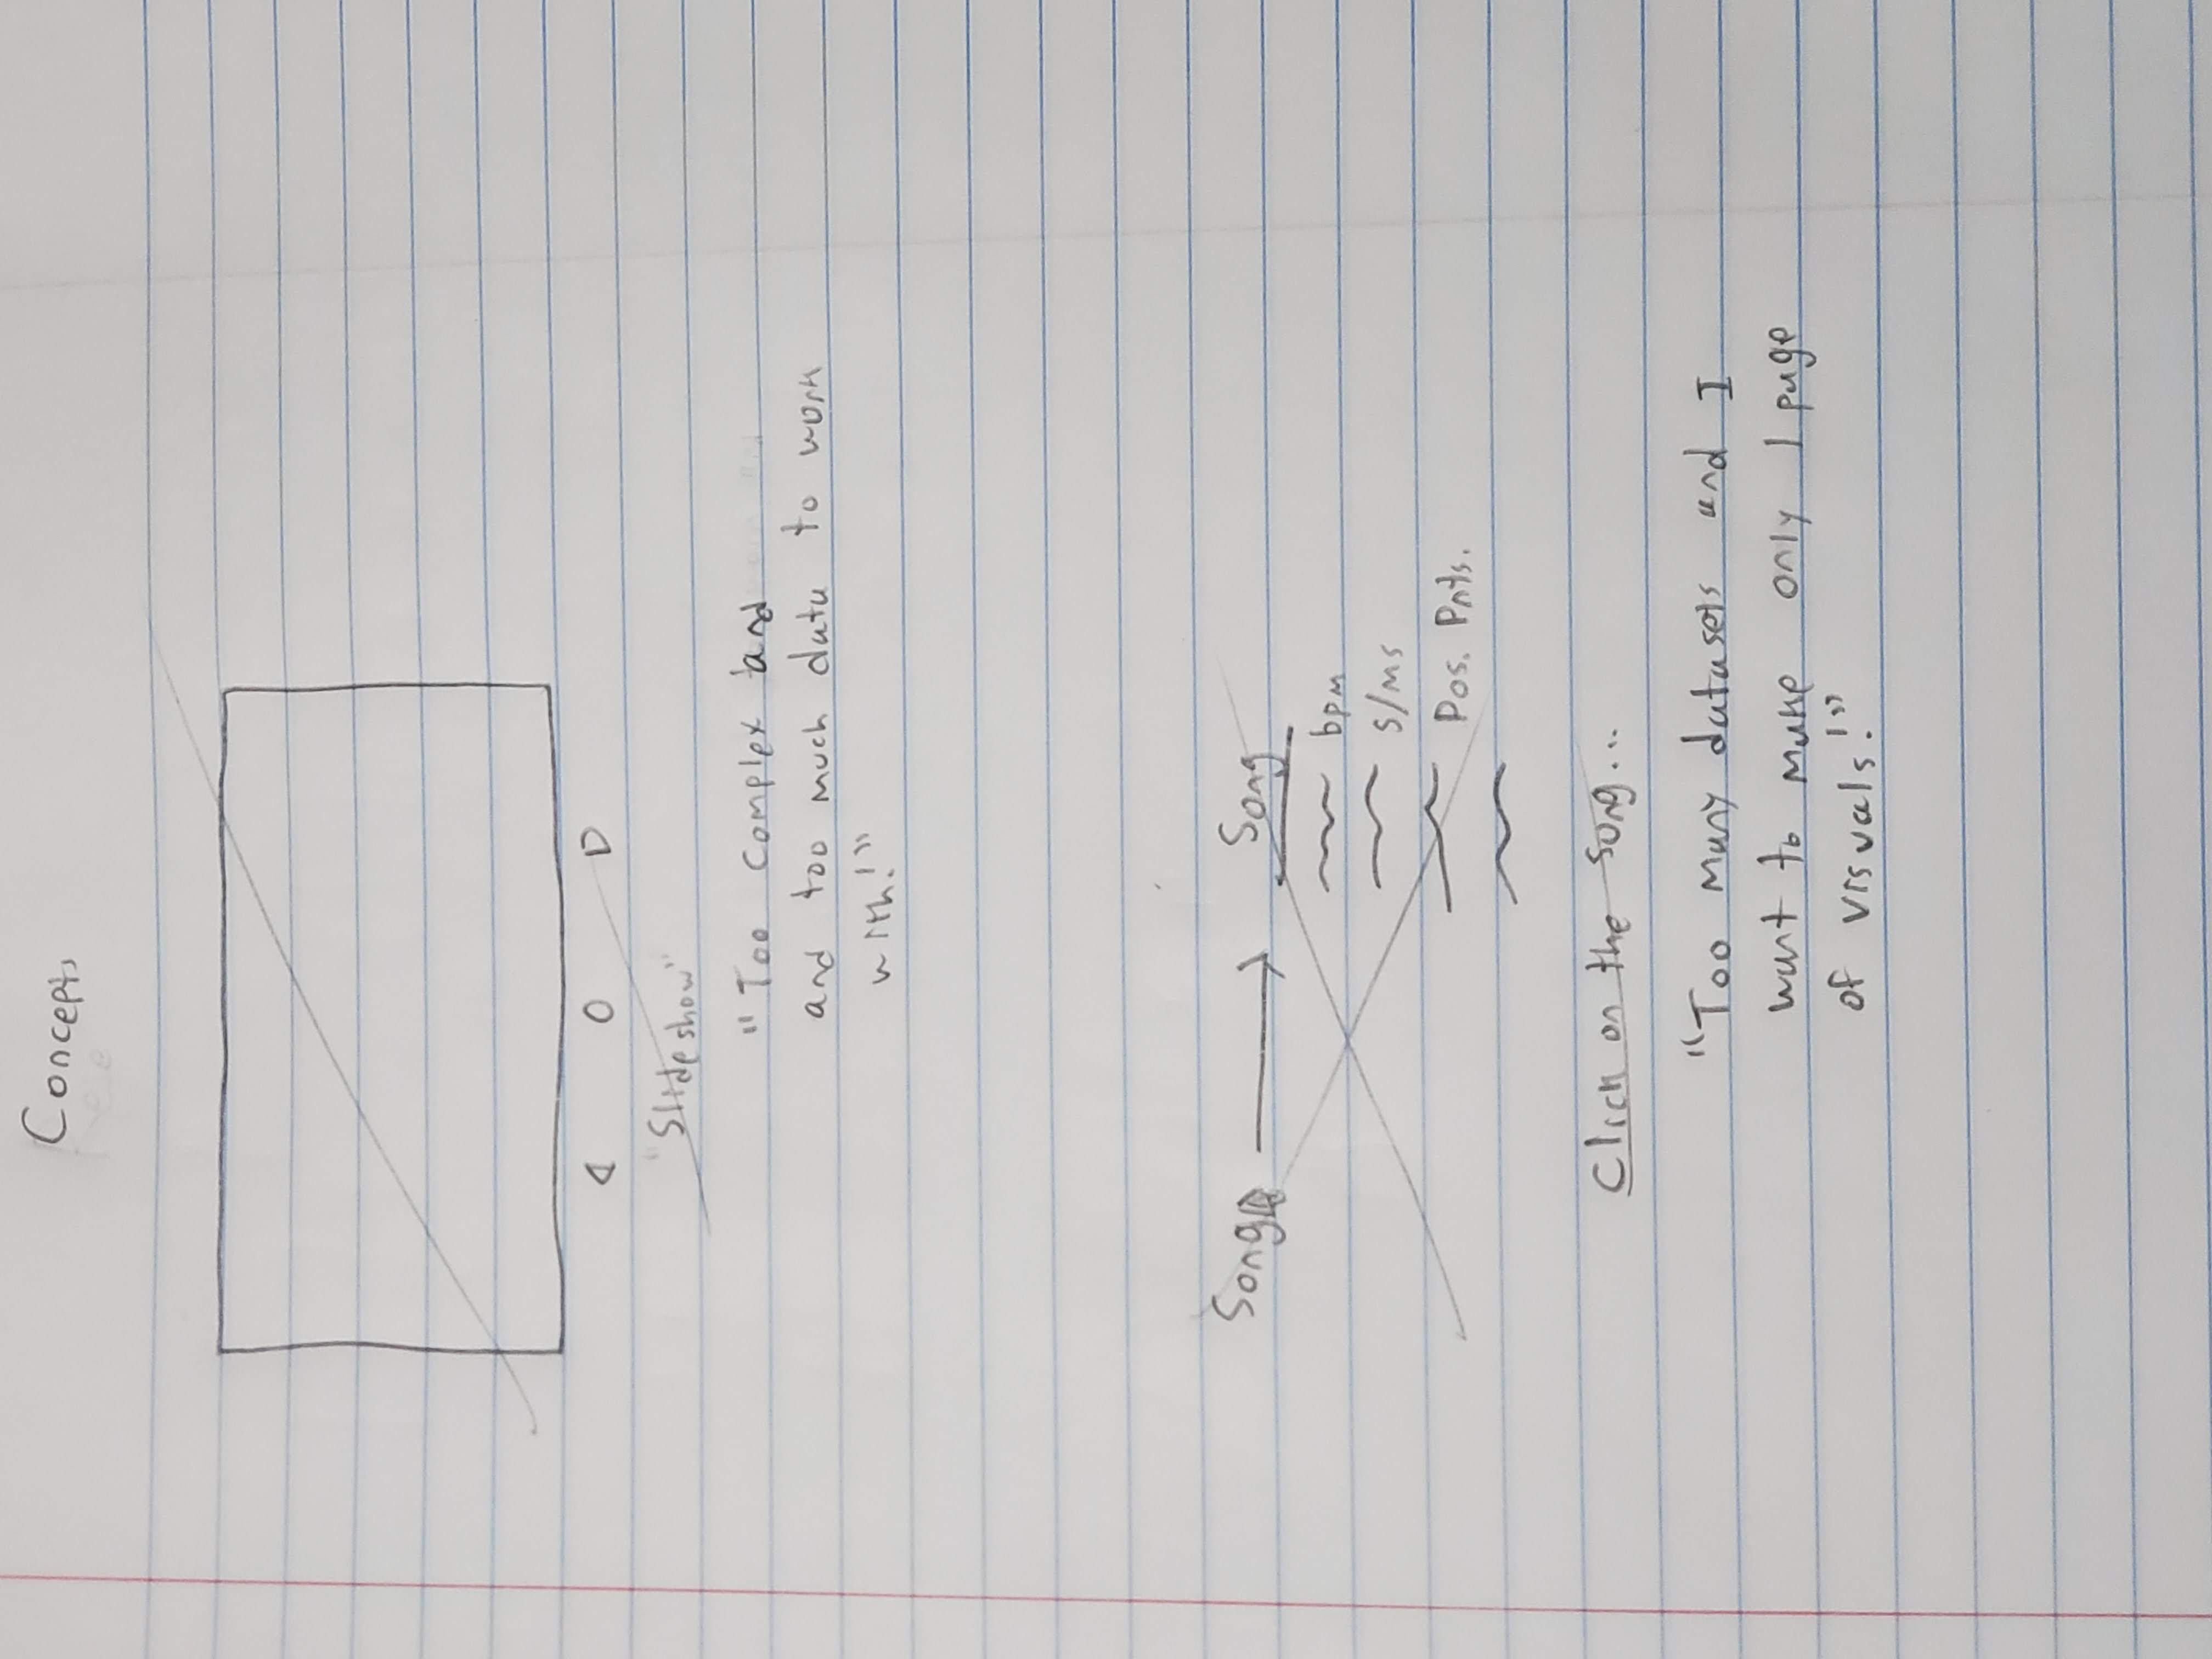 Concepts
"Slideshow"
"Too complex and
and too much data to work
with!"
Song
Song
bpm
s/ms
Pos. Pnts.
Click on the song...
"Too many datasets and I
want to make only 1 page
of visuals!"